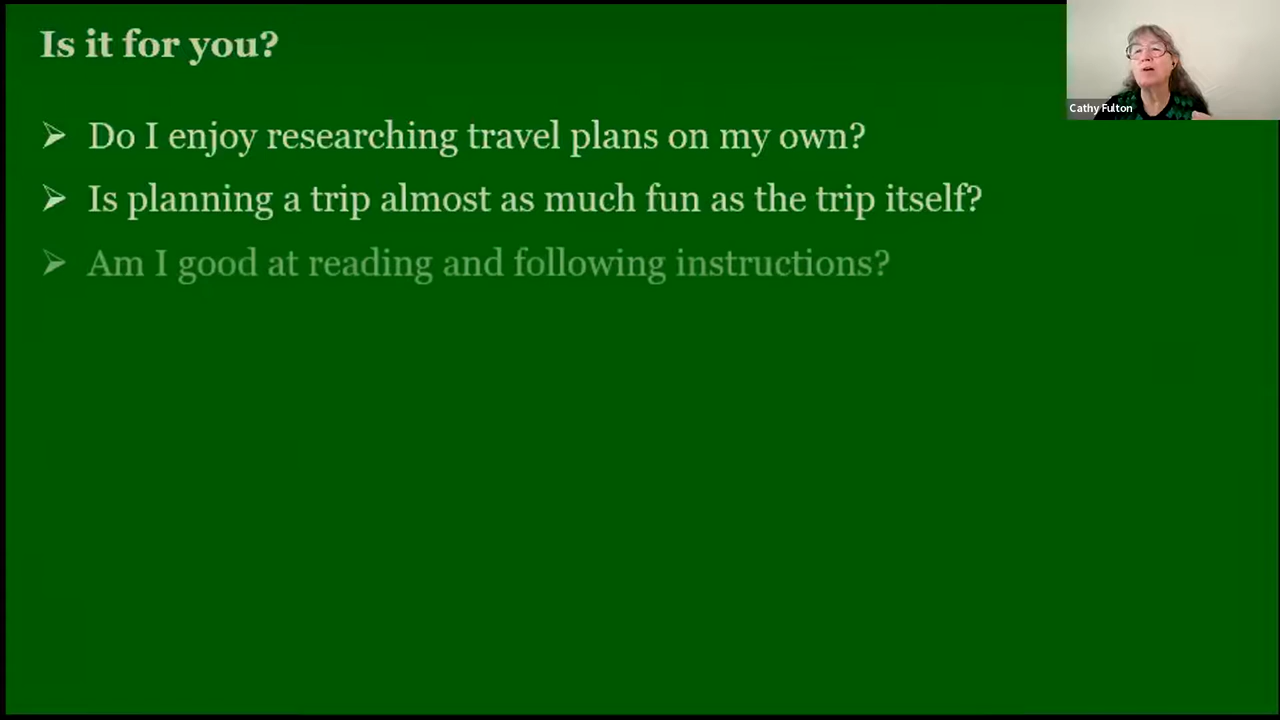 Is it for you?
Do I enjoy researching travel plans on my own?
Is planning a trip almost as much fun as the trip itself?
Am I good at reading and following instructions?
Cathy Fulton